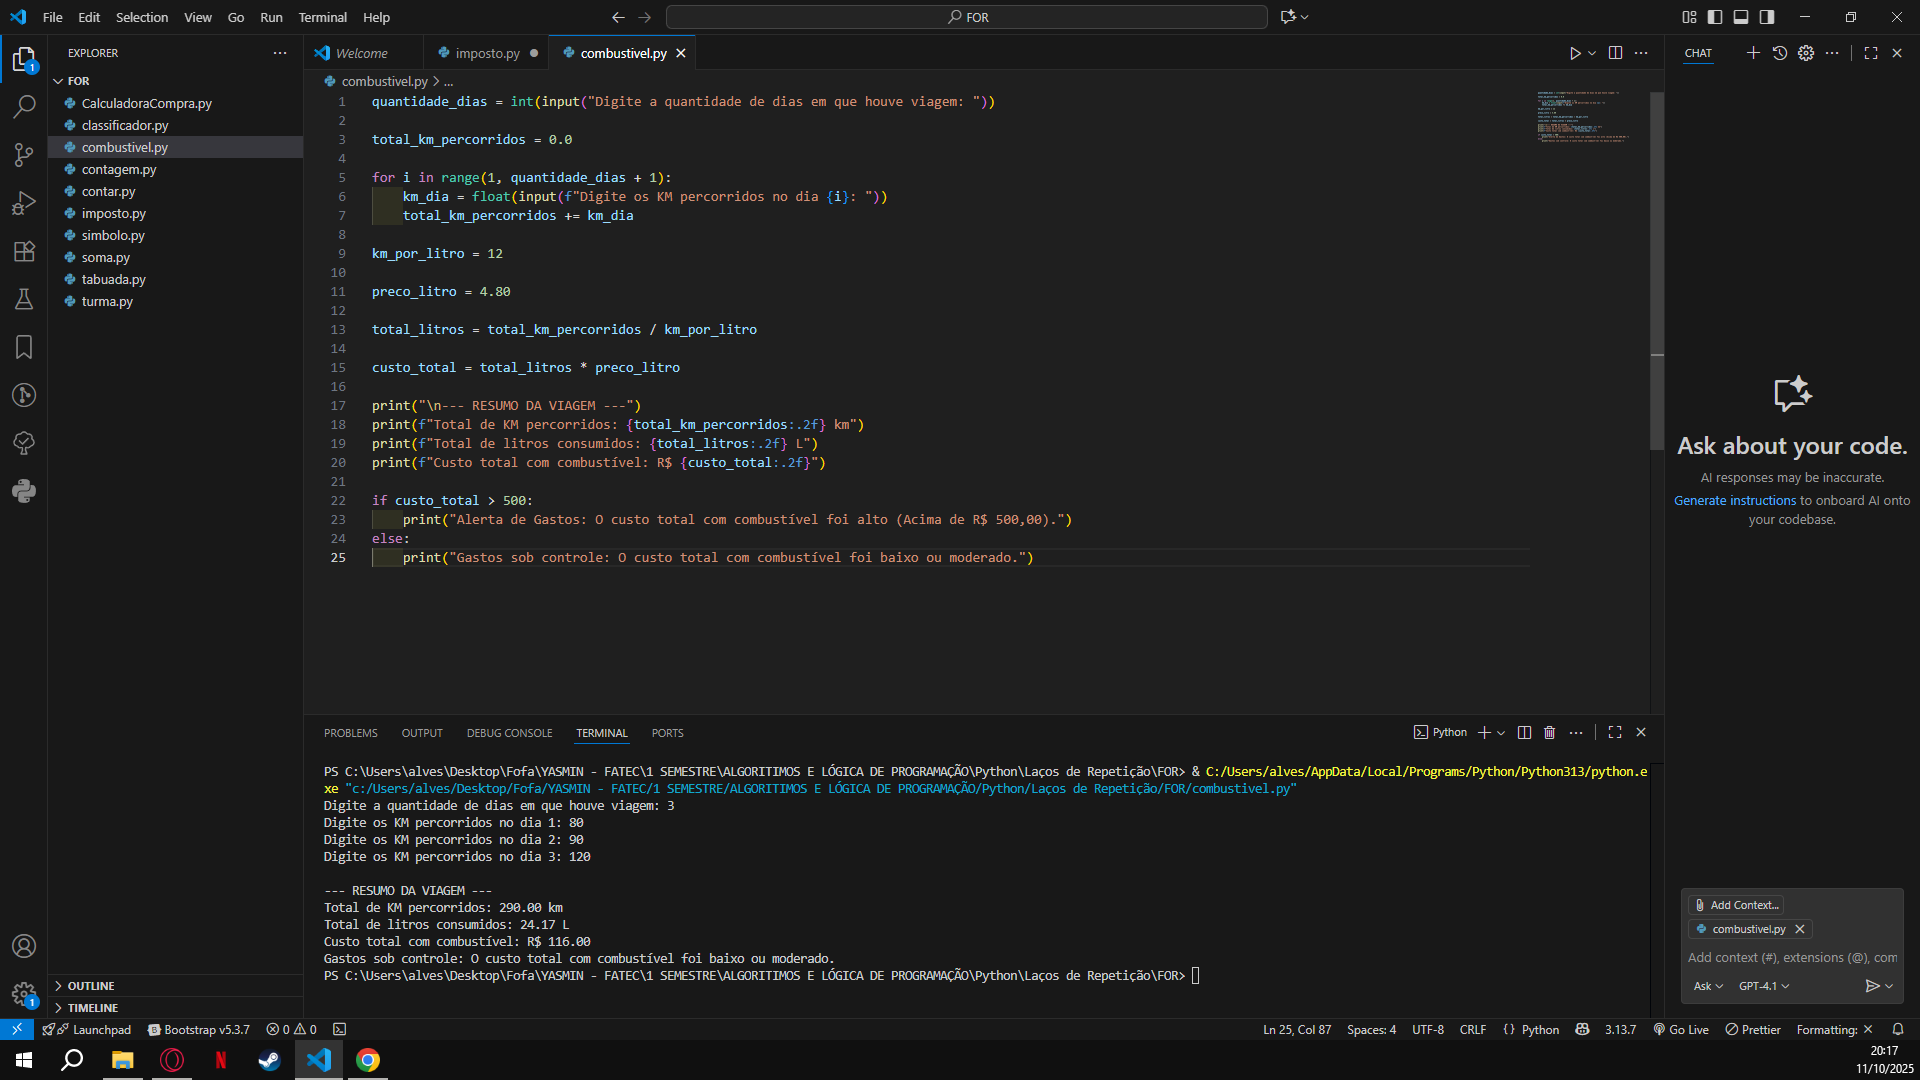 File Edit Selection View Go Run Terminal Help
FOR
EXPLORER
FOR
CalculadoraCompra.py
classificador.py
combustivel.py
contagem.py
contar.py
imposto.py
simbolo.py
soma.py
tabuada.py
turma.py
OUTLINE
TIMELINE
1
1
Welcome imposto.py combustivel.py
combustivel.py > ...
1 quantidade_dias = int(input("Digite a quantidade de dias em que houve viagem: "))
2
3 total_km_percorridos = 0.0
4
5 for i in range(1, quantidade_dias + 1):
6     km_dia = float(input(f"Digite os KM percorridos no dia {i}: "))
7     total_km_percorridos += km_dia
8
9 km_por_litro = 12
10
11 preco_litro = 4.80
12
13 total_litros = total_km_percorridos / km_por_litro
14
15 custo_total = total_litros * preco_litro
16
17 print("\n--- RESUMO DA VIAGEM ---")
18 print(f"Total de KM percorridos: {total_km_percorridos:.2f} km")
19 print(f"Total de litros consumidos: {total_litros:.2f} L")
20 print(f"Custo total com combustível: R$ {custo_total:.2f}")
21
22 if custo_total > 500:
23     print("Alerta de Gastos: O custo total com combustível foi alto (Acima de R$ 500,00).")
24 else:
25     print("Gastos sob controle: O custo total com combustível foi baixo ou moderado.")
PROBLEMS OUTPUT DEBUG CONSOLE TERMINAL PORTS
Python
PS C:\Users\alves\Desktop\Fofa\YASMIN - FATEC\1 SEMESTRE\ALGORITIMOS E LÓGICA DE PROGRAMAÇÃO\Python\Laços de Repetição\FOR> & C:/Users/alves/AppData/Local/Programs/Python/Python313/python.e
xe "c:/Users/alves/Desktop/Fofa/YASMIN - FATEC/1 SEMESTRE/ALGORITIMOS E LÓGICA DE PROGRAMAÇÃO/Python/Laços de Repetição/FOR/combustivel.py"
Digite a quantidade de dias em que houve viagem: 3
Digite os KM percorridos no dia 1: 80
Digite os KM percorridos no dia 2: 90
Digite os KM percorridos no dia 3: 120
--- RESUMO DA VIAGEM ---
Total de KM percorridos: 290.00 km
Total de litros consumidos: 24.17 L
Custo total com combustível: R$ 116.00
Gastos sob controle: O custo total com combustível foi baixo ou moderado.
PS C:\Users\alves\Desktop\Fofa\YASMIN - FATEC\1 SEMESTRE\ALGORITIMOS E LÓGICA DE PROGRAMAÇÃO\Python\Laços de Repetição\FOR>
CHAT
Ask about your code.
AI responses may be inaccurate.
Generate instructions to onboard AI onto
your codebase.
Add Context...
combustivel.py
Add context (#), extensions (@), com
Ask GPT-4.1
Launchpad Bootstrap v5.3.7 0 0
Ln 25, Col 87 Spaces: 4 UTF-8 CRLF {} Python 3.13.7 Go Live Prettier Formatting: ×
20:17
11/10/2025